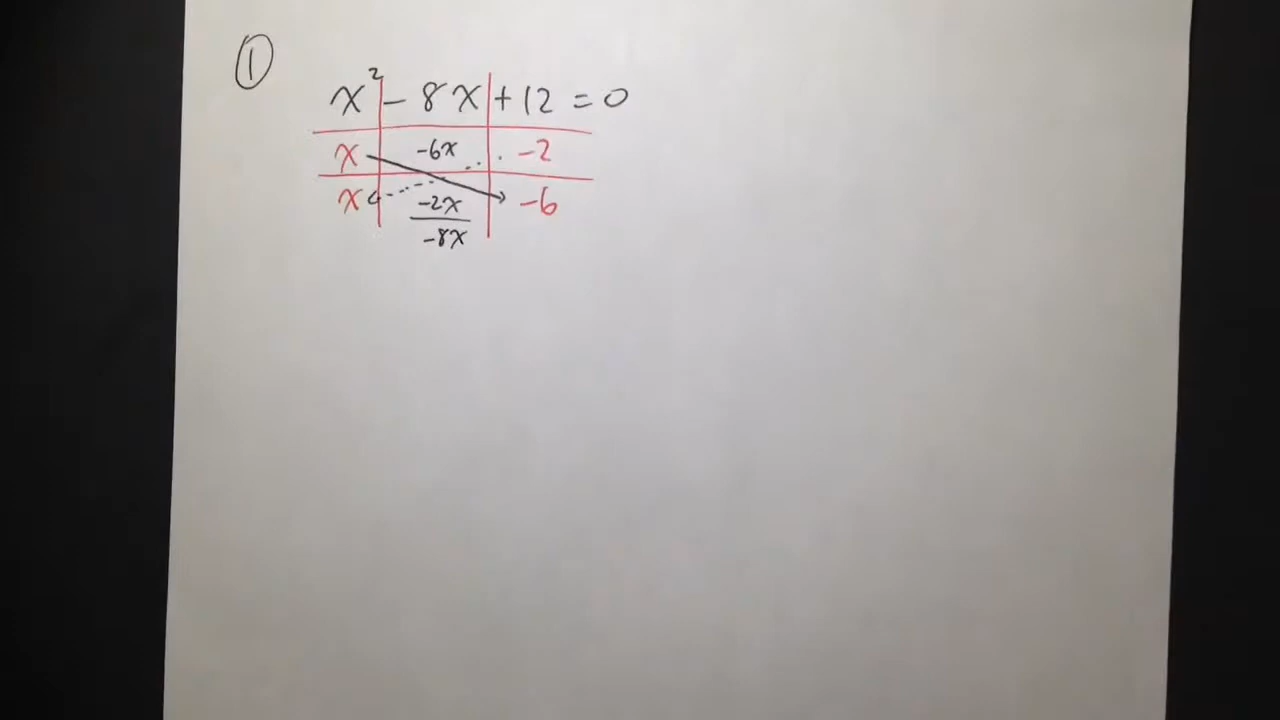 ①
x² - 8x + 12 = 0
x -6x -2
x -2x -6
-8x